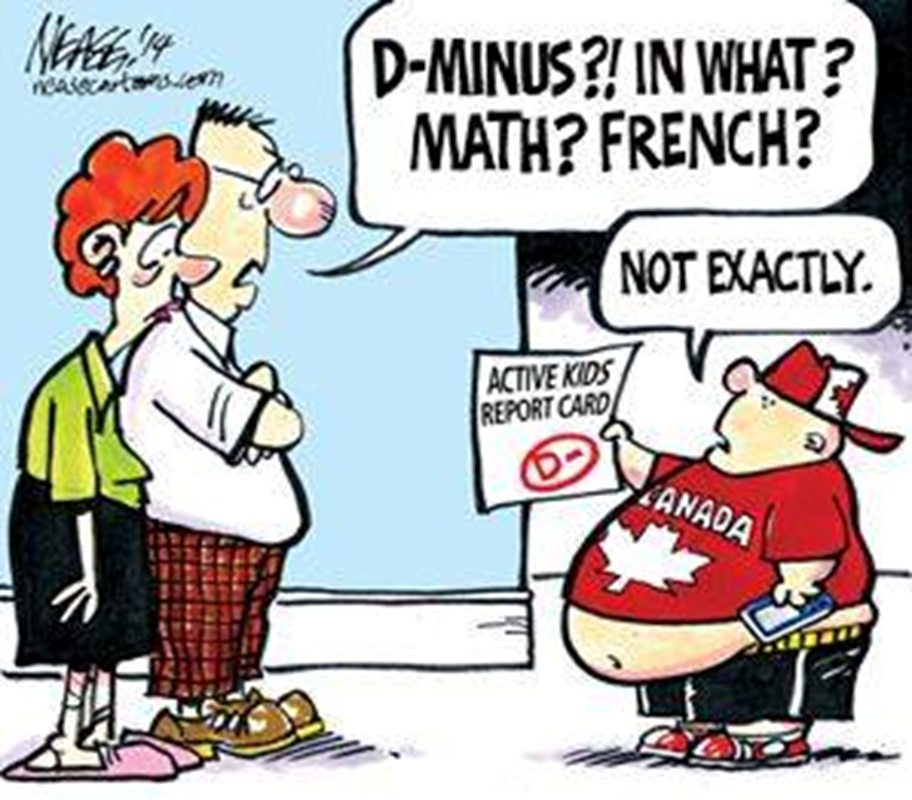 NEASE.'14
neasecartoons.com
D-MINUS?! IN WHAT?
MATH? FRENCH?
NOT EXACTLY.
ACTIVE KIDS
REPORT CARD
D-
CANADA